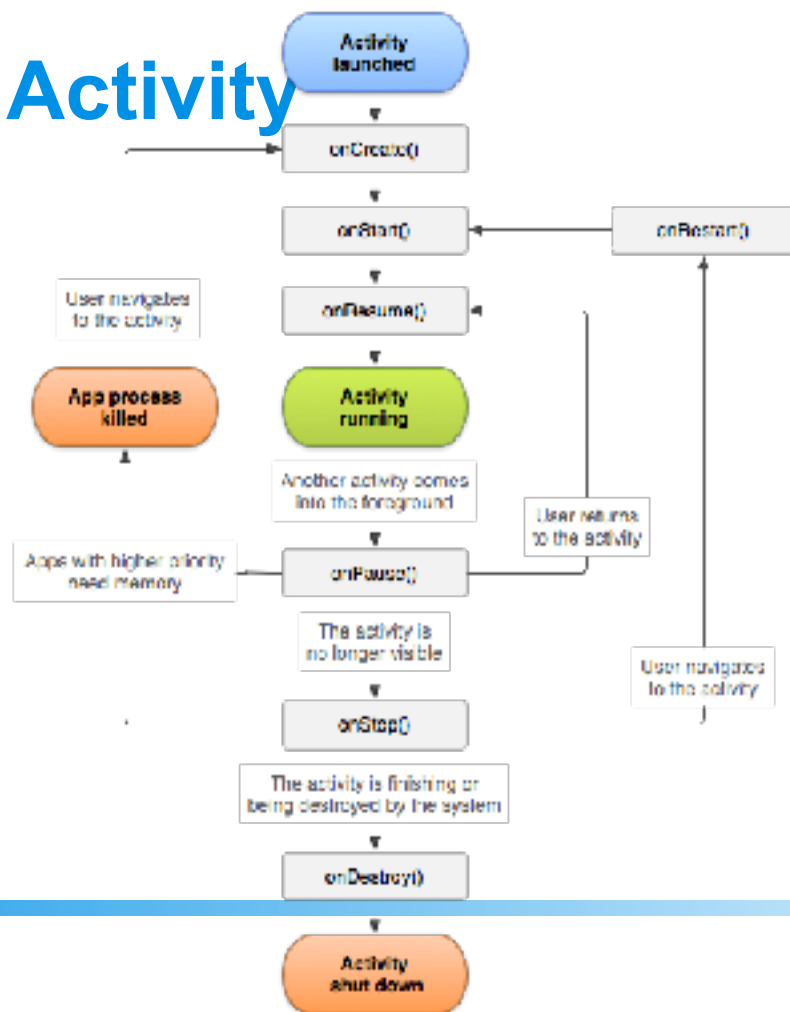 Activity
Activity
launched
onCreate()
onStart()
onRestart()
User navigates
to the activity
onResume()
App process
killed
Activity
running
Another activity comes
into the foreground
User returns
to the activity
Apps with higher priority
need memory
onPause()
The activity is
no longer visible
User navigates
to the activity
onStop()
The activity is finishing or
being destroyed by the system
onDestroy()
Activity
shut down